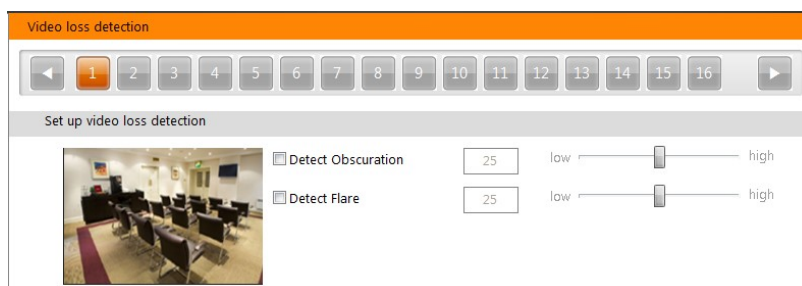 Video loss detection
1 2 3 4 5 6 7 8 9 10 11 12 13 14 15 16
Set up video loss detection
Detect Obscuration 25 low high
Detect Flare 25 low high